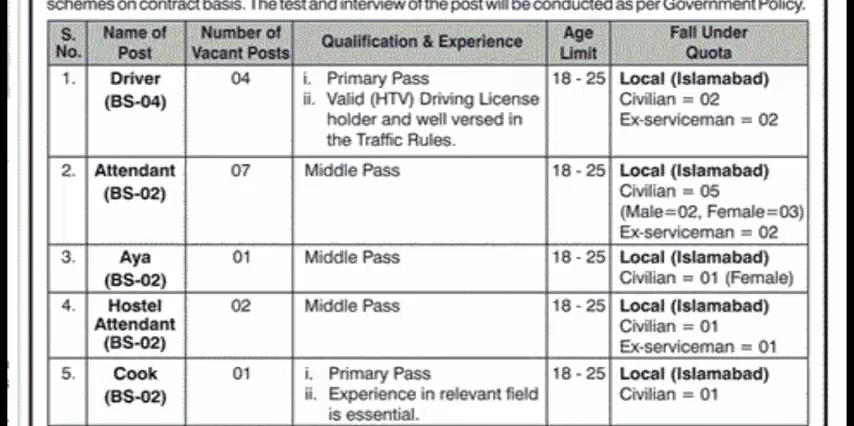 schemes on contract basis. The test and interview of the post will be conducted as per Government Policy.
S. No. Name of Post Number of Vacant Posts Qualification & Experience Age Limit Fall Under Quota
1. Driver (BS-04) 04 i. Primary Pass 18 - 25 Local (Islamabad)
ii. Valid (HTV) Driving License Civilian = 02
holder and well versed in Ex-serviceman = 02
the Traffic Rules.
2. Attendant 07 Middle Pass 18 - 25 Local (Islamabad)
(BS-02) Civilian = 05
(Male=02, Female=03)
Ex-serviceman = 02
3. Aya 01 Middle Pass 18 - 25 Local (Islamabad)
(BS-02) Civilian = 01 (Female)
4. Hostel 02 Middle Pass 18 - 25 Local (Islamabad)
Attendant Civilian = 01
(BS-02) Ex-serviceman = 01
5. Cook 01 i. Primary Pass 18 - 25 Local (Islamabad)
(BS-02) ii. Experience in relevant field Civilian = 01
is essential.